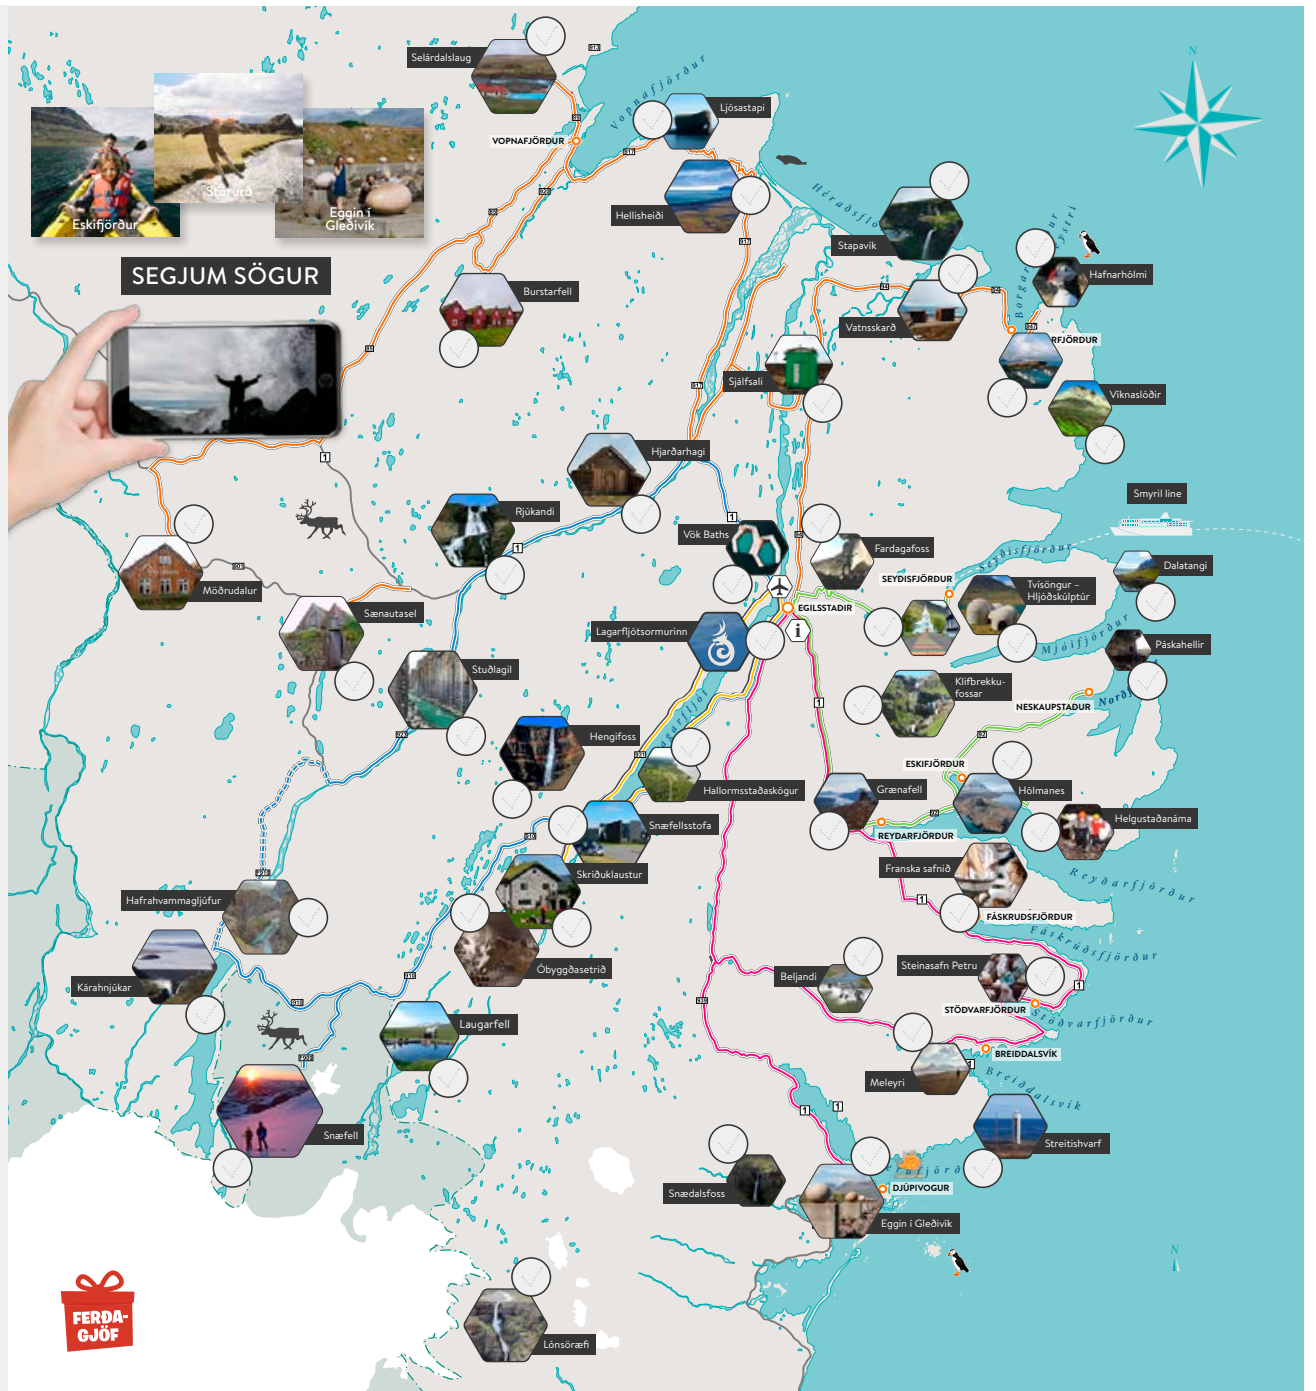 Selárdalslaug
VOPNAFJÖRÐUR
Vopnafjörður
Ljósastapi
Hellisheiði
Stórurð
Eskifjörður
Eggin í
Gleðivík
SEGJUM SÖGUR
Burstarfell
Héraðsfló
Stapavík
Vatnsskarð
Hafnarhólmi
RFJÖRÐUR
Víknaslóðir
Sjálfsali
Hjarðarhagi
Rjúkandi
Vök Baths
Fardagafoss
Smyril line
Seyðisfjörður
SEYÐISFJÖRÐUR
Tvísöngur –
Hljóðskúlptúr
Dalatangi
Möðrudalur
Sænautasel
EGILSSTAÐIR
Lagarfljótsormurinn
Mjóifjörður
Páskahellir
Stuðlagil
Klifbrekku-
fossar
NESKAUPSTAÐUR
Norðf
Hengifoss
agarfljót
Hallormsstaðaskógur
ESKIFJÖRÐUR
Grænafell
Hólmanes
REYÐARFJÖRÐUR
Helgustaðanáma
Snæfellsstofa
Skriðuklaustur
Franska safnið
Reyðarfjörður
FÁSKRÚÐSFJÖRÐUR
Fáskrúðsfjörður
Hafrahvammagljúfur
Kárahnjúkar
Óbyggðasetrið
Beljandi
Steinasafn Petru
STÖÐVARFJÖRÐUR
Stöðvarfjörður
Laugarfell
BREIÐDALSVÍK
Breiðdalsvík
Meleyri
Snæfell
Streitishvarf
Snædalsfoss
DJÚPIVOGUR
Eggin í Gleðivík
Lónsöræfi
FERÐA-
GJÖF
N
N